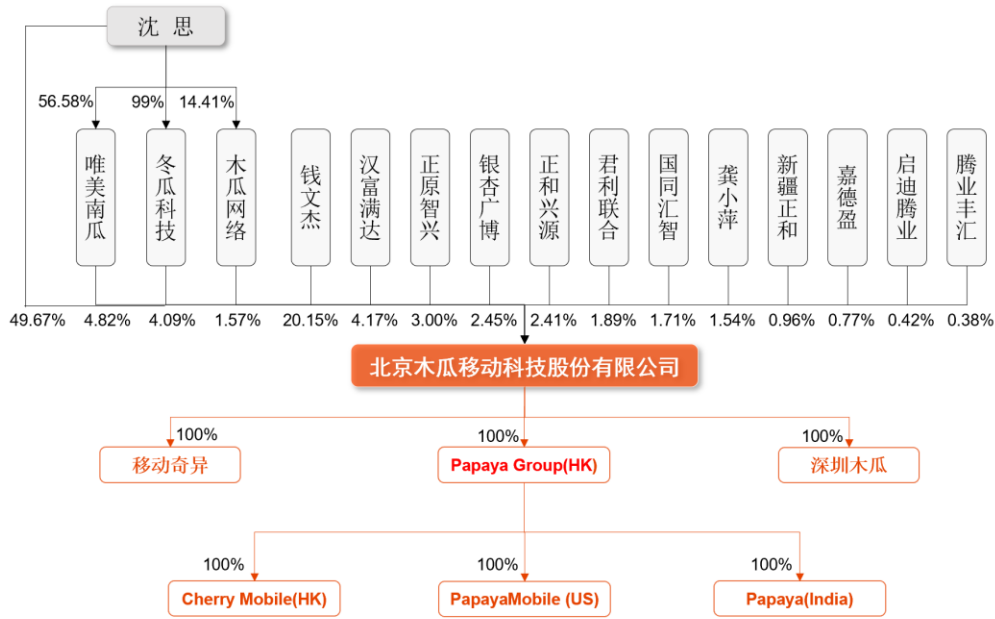 沈 思
56.58%
99%
14.41%
唯美南瓜
冬瓜科技
木瓜网络
钱文杰
汉富满达
正原智兴
银杏广博
正和兴源
君利联合
国同汇智
龚小萍
新疆正和
嘉德盈
启迪腾业
腾业丰汇
49.67%
4.82%
4.09%
1.57%
20.15%
4.17%
3.00%
2.45%
2.41%
1.89%
1.71%
1.54%
0.96%
0.77%
0.42%
0.38%
北京木瓜移动科技股份有限公司
100%
100%
100%
移动奇异
Papaya Group(HK)
深圳木瓜
100%
100%
100%
Cherry Mobile(HK)
PapayaMobile (US)
Papaya(India)